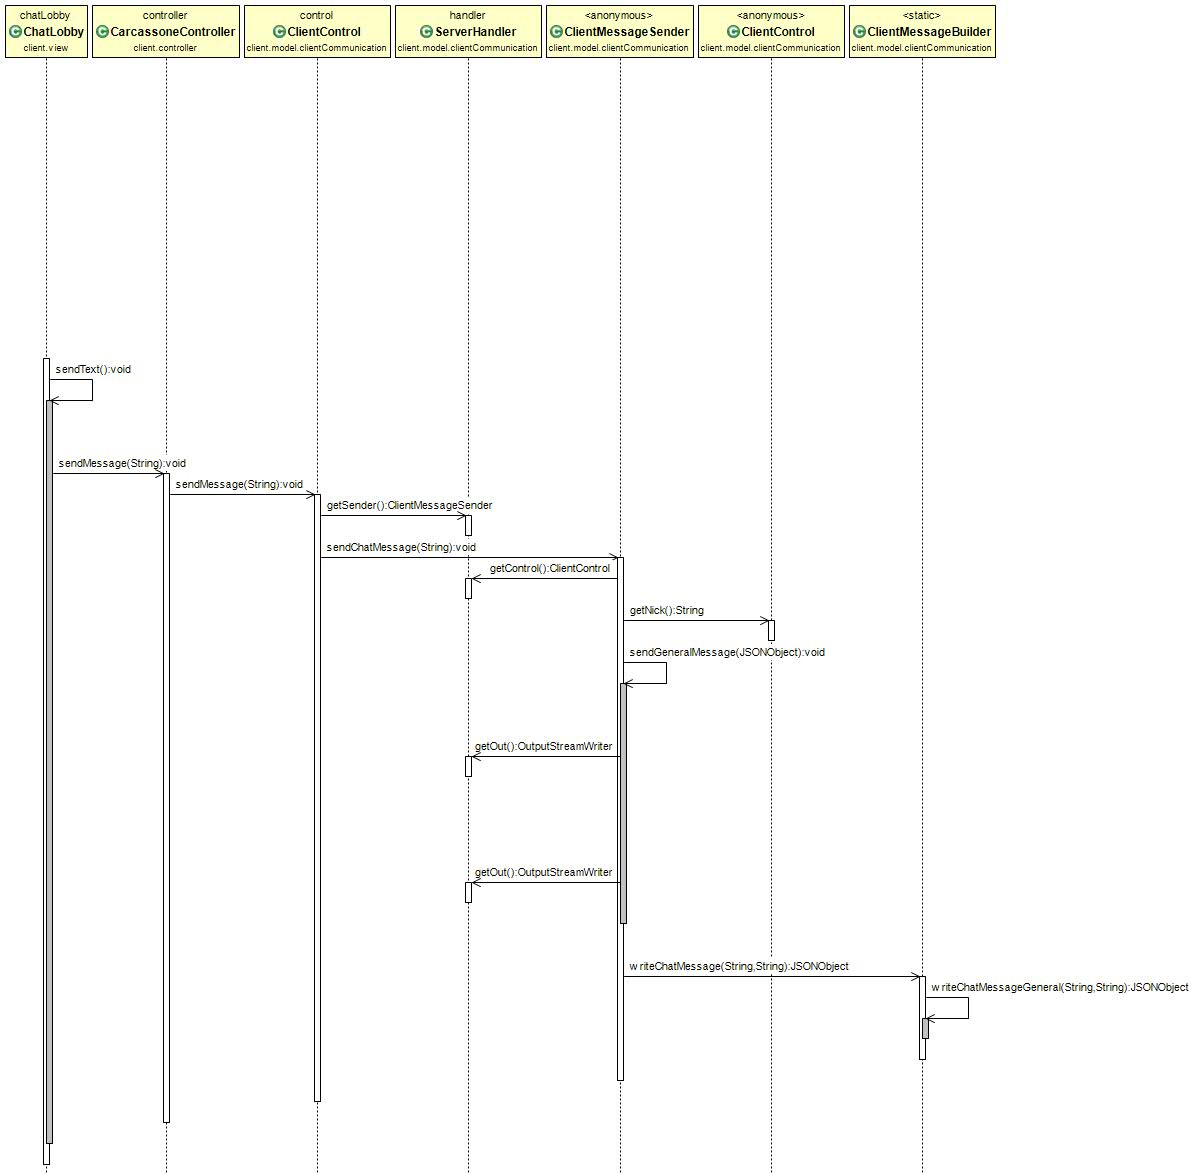 chatLobby
ChatLobby
client.view
controller
CarcassoneController
client.controller
control
ClientControl
client.model.clientCommunication
handler
ServerHandler
client.model.clientCommunication
<anonymous>
ClientMessageSender
client.model.clientCommunication
<anonymous>
ClientControl
client.model.clientCommunication
<static>
ClientMessageBuilder
client.model.clientCommunication
sendText():void
sendMessage(String):void
sendMessage(String):void
getSender():ClientMessageSender
sendChatMessage(String):void
getControl():ClientControl
getNick():String
sendGeneralMessage(JSONObject):void
getOut():OutputStreamWriter
getOut():OutputStreamWriter
writeChatMessage(String,String):JSONObject
writeChatMessageGeneral(String,String):JSONObject